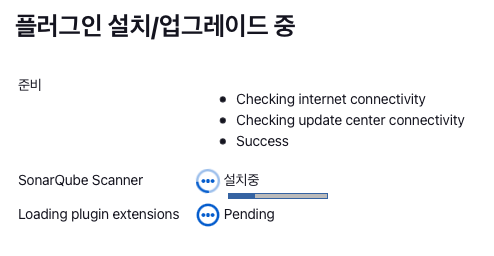 플러그인 설치/업그레이드 중
준비
Checking internet connectivity
Checking update center connectivity
Success
SonarQube Scanner 설치중
Loading plugin extensions Pending